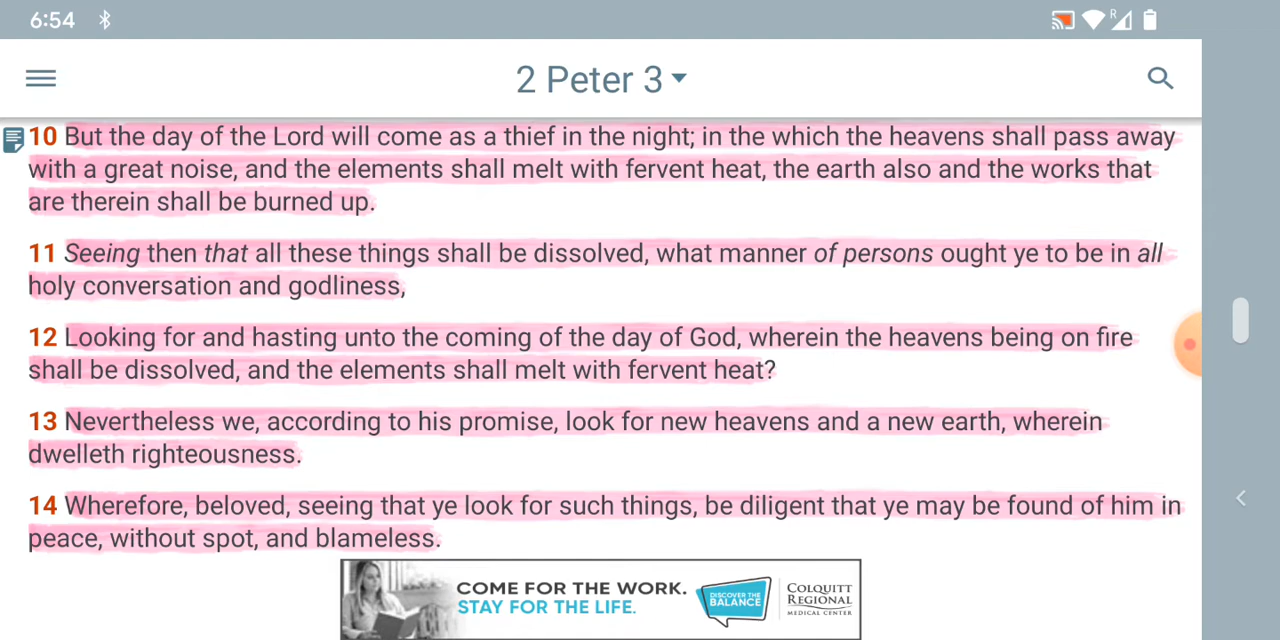 6:54
R
2 Peter 3
10 But the day of the Lord will come as a thief in the night; in the which the heavens shall pass away
with a great noise, and the elements shall melt with fervent heat, the earth also and the works that
are therein shall be burned up.
11 Seeing then that all these things shall be dissolved, what manner of persons ought ye to be in all
holy conversation and godliness,
12 Looking for and hasting unto the coming of the day of God, wherein the heavens being on fire
shall be dissolved, and the elements shall melt with fervent heat?
13 Nevertheless we, according to his promise, look for new heavens and a new earth, wherein
dwelleth righteousness.
14 Wherefore, beloved, seeing that ye look for such things, be diligent that ye may be found of him in
peace, without spot, and blameless.
COME FOR THE WORK.
STAY FOR THE LIFE.
DISCOVER THE
BALANCE
COLQUITT
REGIONAL
MEDICAL CENTER